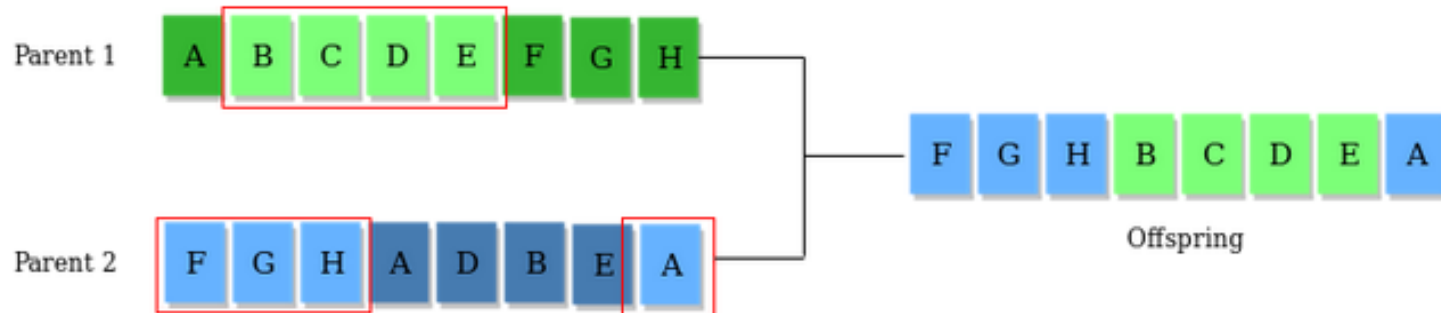 Parent 1 A B C D E F G H
F G H B C D E A
Offspring
Parent 2 F G H A D B E A